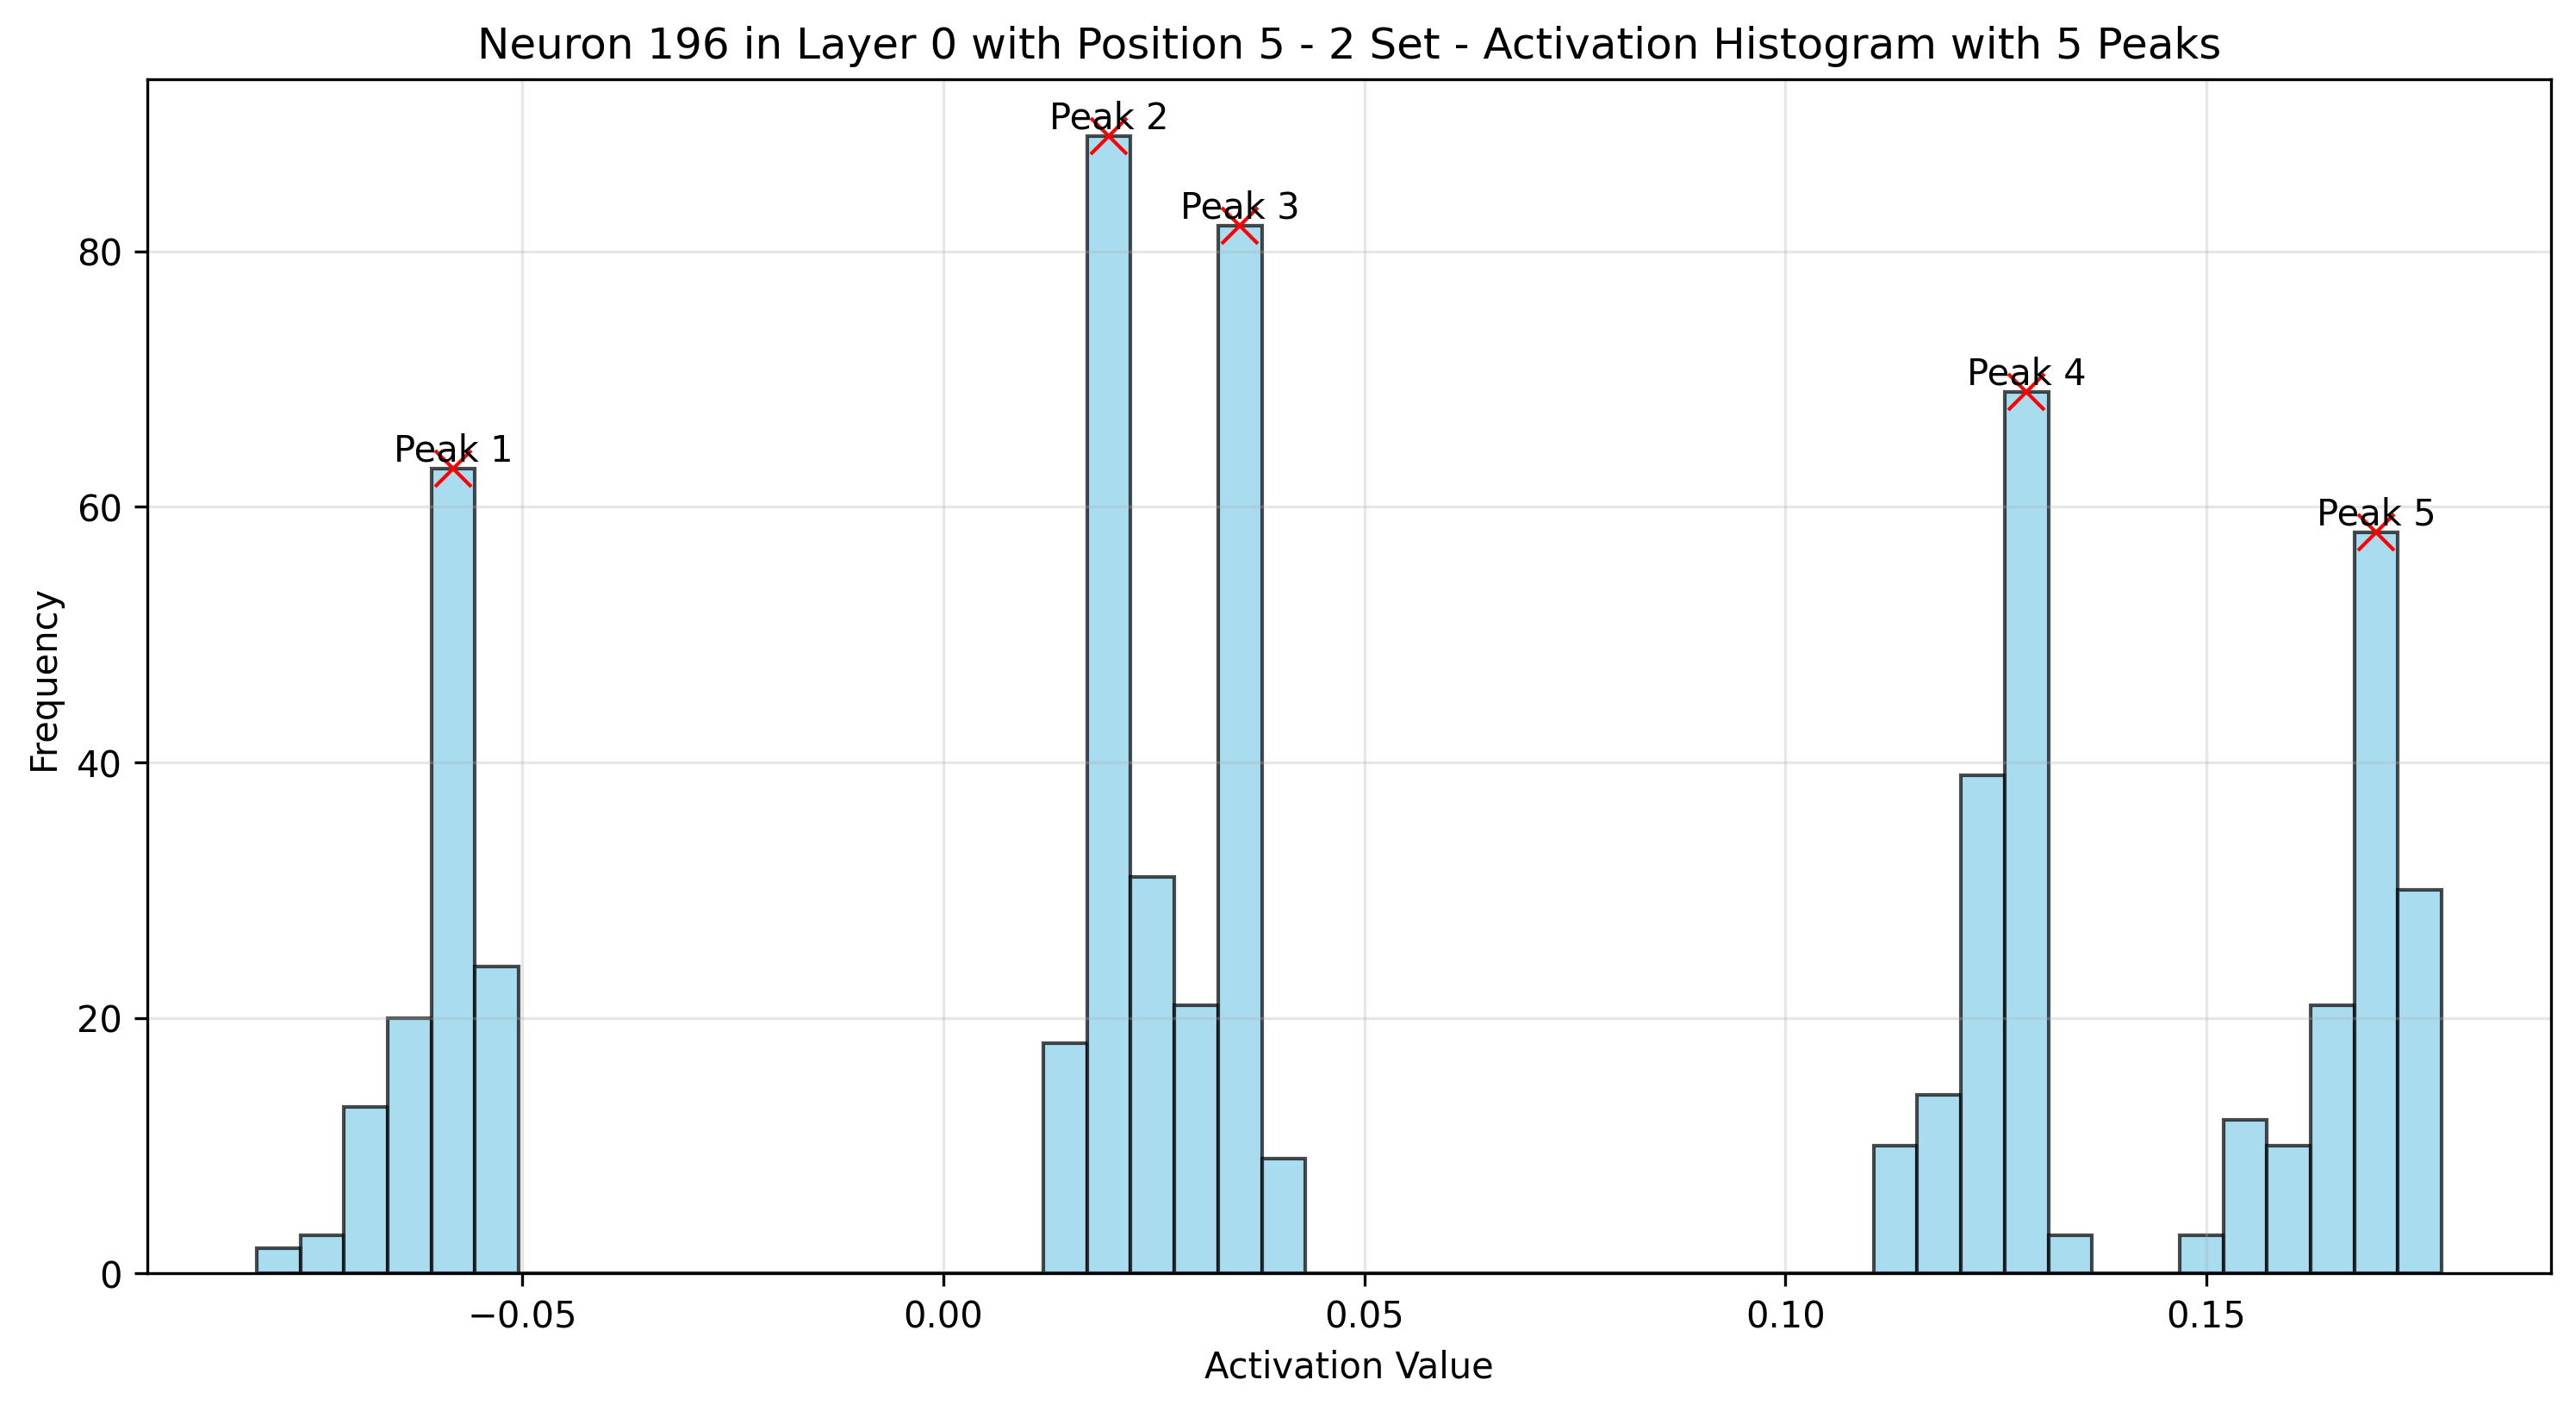 Neuron 196 in Layer 0 with Position 5 - 2 Set - Activation Histogram with 5 Peaks
Peak 2
Peak 3
Peak 4
Peak 1
Peak 5
80
60
40
20
0
Frequency
−0.05
0.00
0.05
0.10
0.15
Activation Value